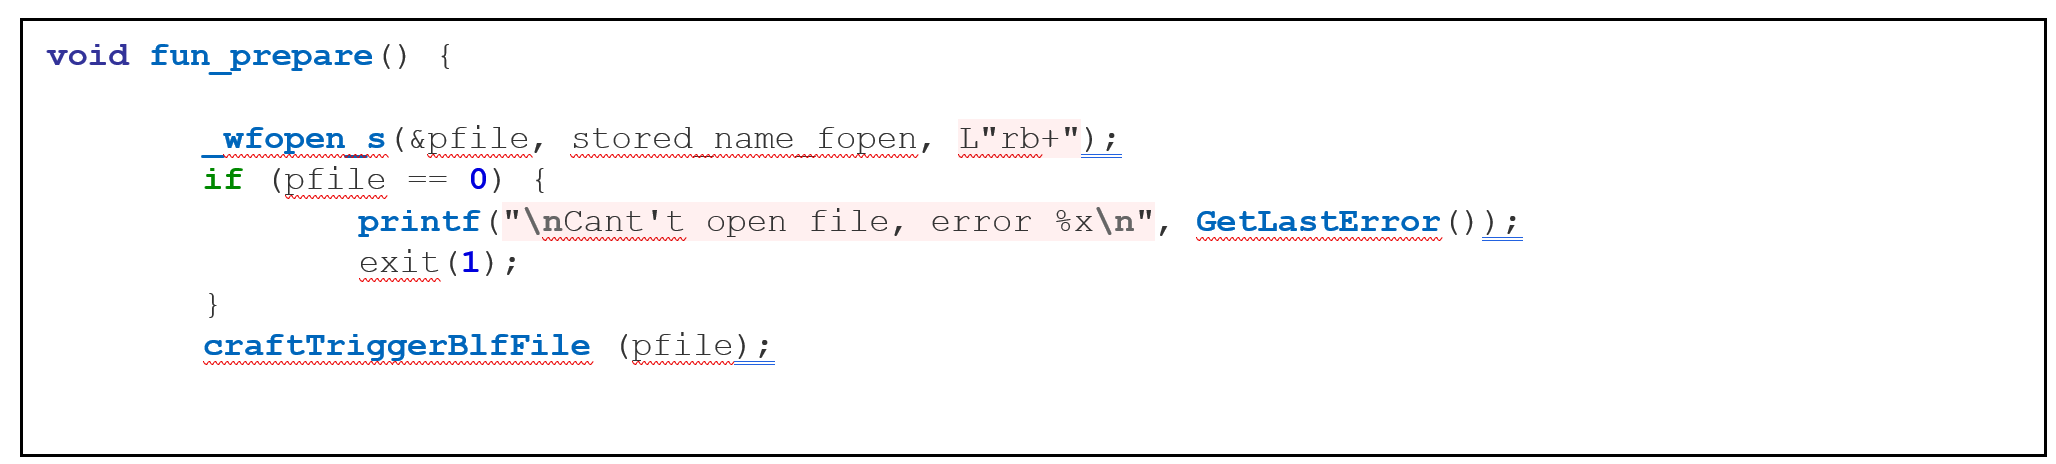 void fun_prepare() {
_wfopen_s(&pfile, stored_name_fopen, L"rb+");
if (pfile == 0) {
printf("\nCant't open file, error %x\n", GetLastError());
exit(1);
}
craftTriggerBlfFile (pfile);